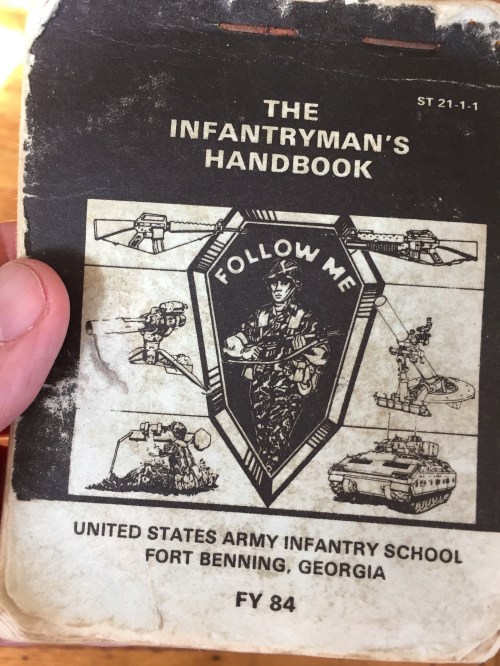 ST 21-1-1
THE
INFANTRYMAN'S
HANDBOOK
FOLLOW ME
UNITED STATES ARMY INFANTRY SCHOOL
FORT BENNING, GEORGIA
FY 84